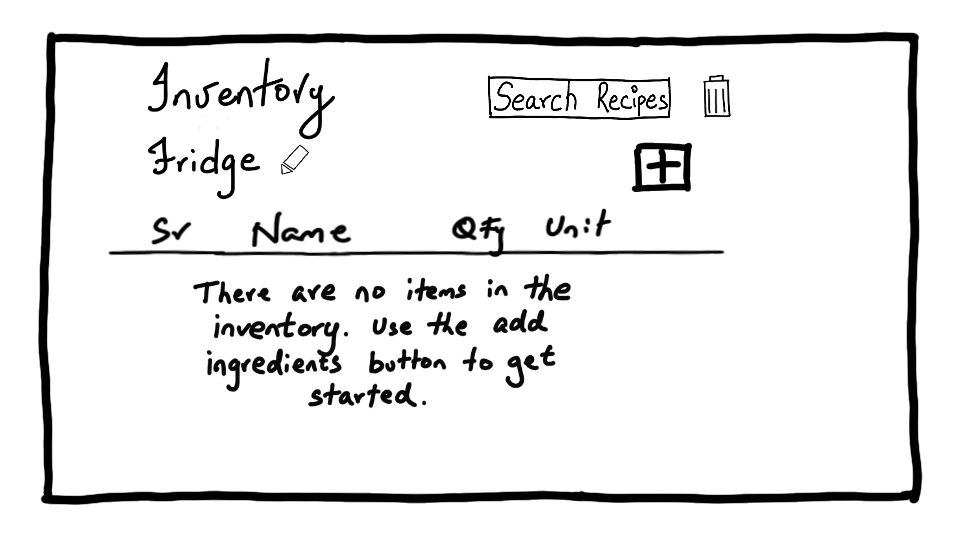 Inventory
Search Recipes
Fridge
Sr Name Qty Unit
There are no items in the
inventory. Use the add
ingredients button to get
started.